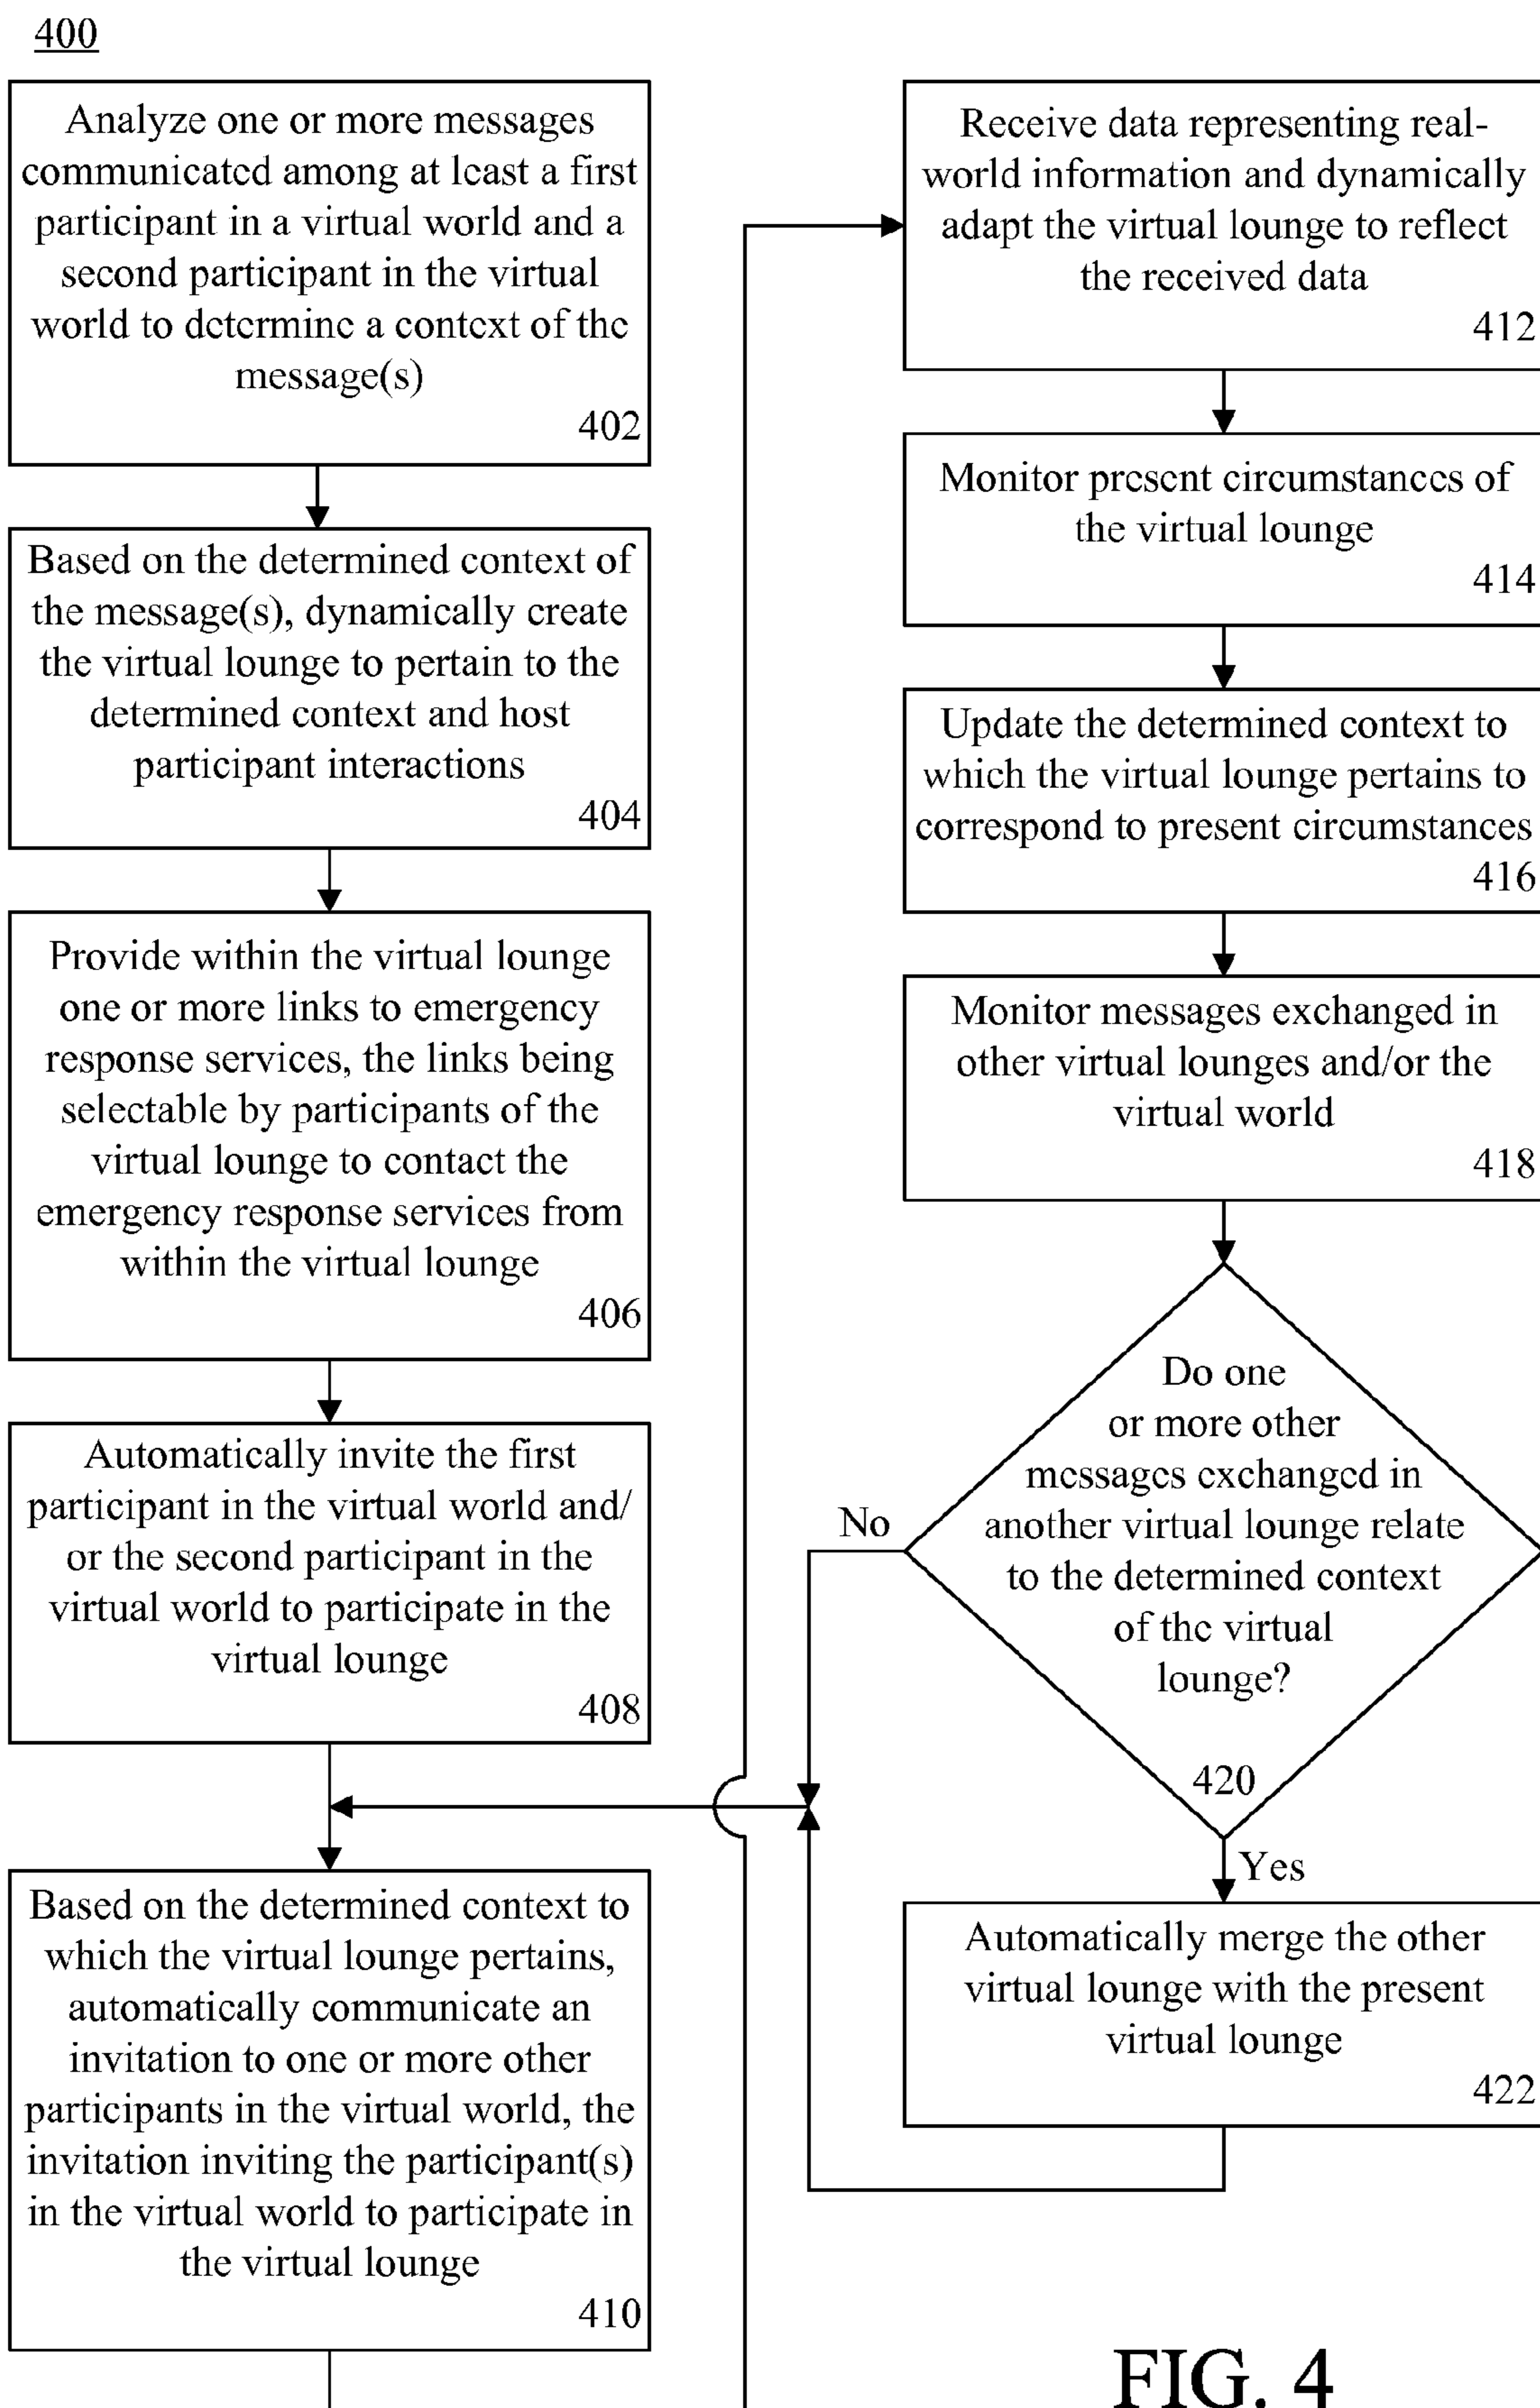 400
Analyze one or more messages
communicated among at least a first
participant in a virtual world and a
second participant in the virtual
world to determine a context of the
message(s)
402
Based on the determined context of
the message(s), dynamically create
the virtual lounge to pertain to the
determined context and host
participant interactions
404
Provide within the virtual lounge
one or more links to emergency
response services, the links being
selectable by participants of the
virtual lounge to contact the
emergency response services from
within the virtual lounge
406
Automatically invite the first
participant in the virtual world and/
or the second participant in the
virtual world to participate in the
virtual lounge
408
Based on the determined context to
which the virtual lounge pertains,
automatically communicate an
invitation to one or more other
participants in the virtual world, the
invitation inviting the participant(s)
in the virtual world to participate in
the virtual lounge
410
Receive data representing real-
world information and dynamically
adapt the virtual lounge to reflect
the received data
412
Monitor present circumstances of
the virtual lounge
414
Update the determined context to
which the virtual lounge pertains to
correspond to present circumstances
416
Monitor messages exchanged in
other virtual lounges and/or the
virtual world
418
Do one
or more other
messages exchanged in
another virtual lounge relate
to the determined context
of the virtual
lounge?
420
No
Yes
Automatically merge the other
virtual lounge with the present
virtual lounge
422
FIG. 4